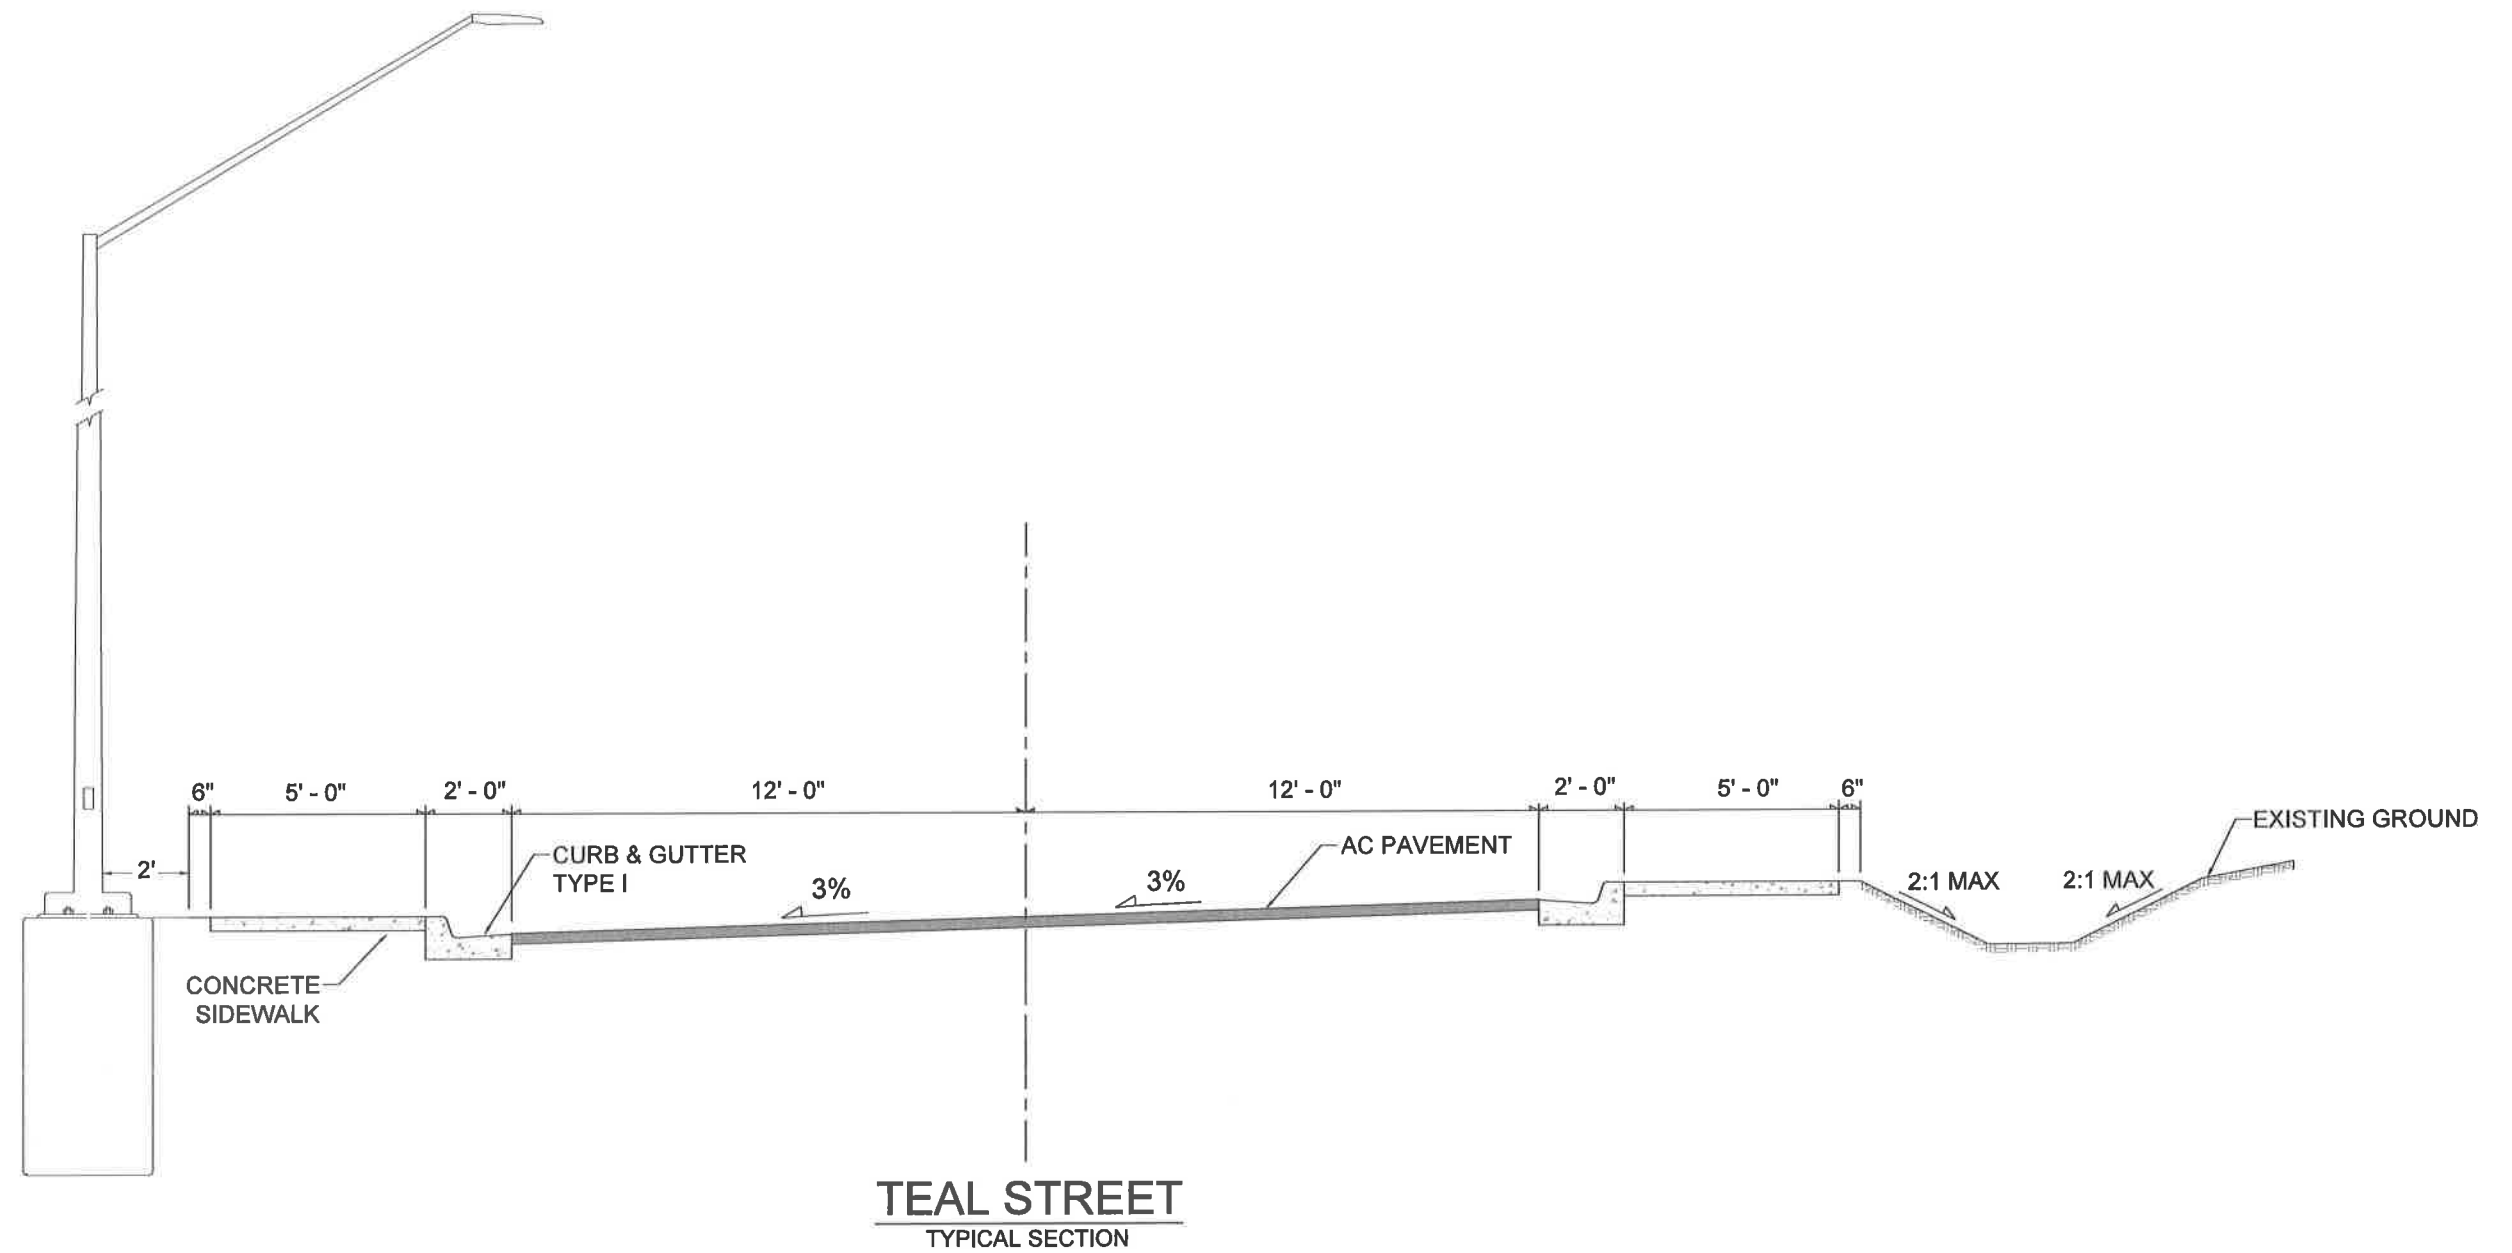 6" 5' - 0" 2' - 0" 12' - 0" 12' - 0" 2' - 0" 5' - 0" 6"
EXISTING GROUND
2'
CURB & GUTTER
TYPE I
3%
3%
AC PAVEMENT
2:1 MAX
2:1 MAX
CONCRETE
SIDEWALK
TEAL STREET
TYPICAL SECTION